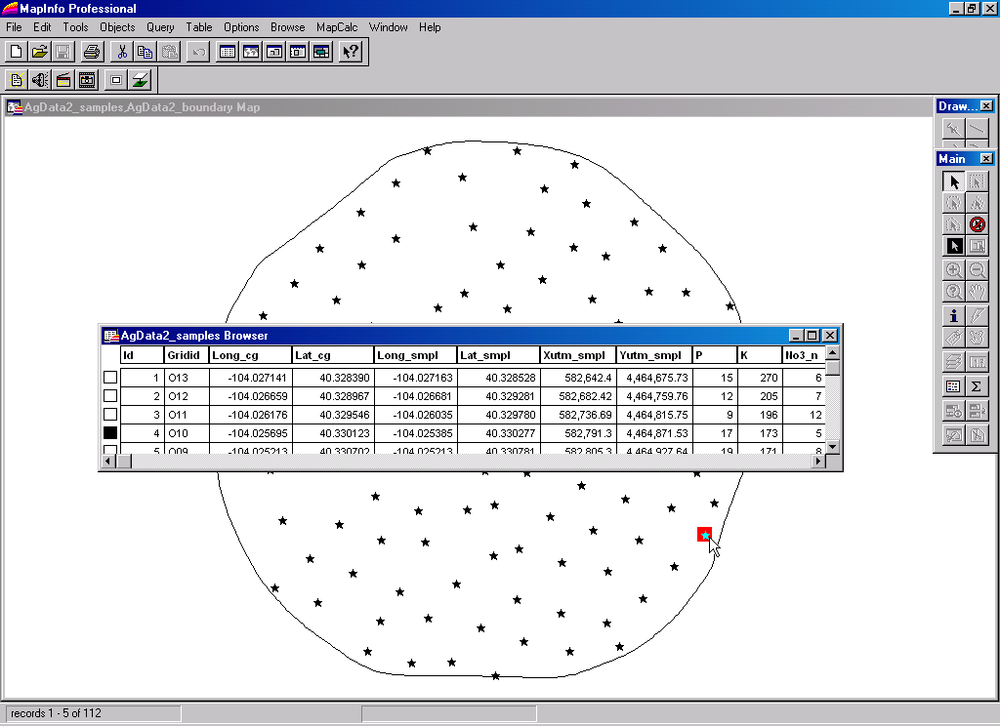 MapInfo Professional
File Edit Tools Objects Query Table Options Browse MapCalc Window Help
AgData2_samples,AgData2_boundary Map
Draw...
Main
AgData2_samples Browser
Id Gridid Long_cg Lat_cg Long_smpl Lat_smpl Xutm_smpl Yutm_smpl P K No3_n
1 O13 -104.027141 40.328390 -104.027163 40.328528 582,642.4 4,464,675.73 15 270 6
2 O12 -104.026659 40.328967 -104.026681 40.329281 582,682.42 4,464,759.76 12 205 7
3 O11 -104.026176 40.329546 -104.026035 40.329780 582,736.69 4,464,815.75 9 196 12
4 O10 -104.025695 40.330123 -104.025385 40.330277 582,791.3 4,464,871.53 17 173 5
5 O09 -104.025213 40.330702 -104.025161 40.330781 582,805.3 4,464,927.64 19 171 8
records 1 - 5 of 112